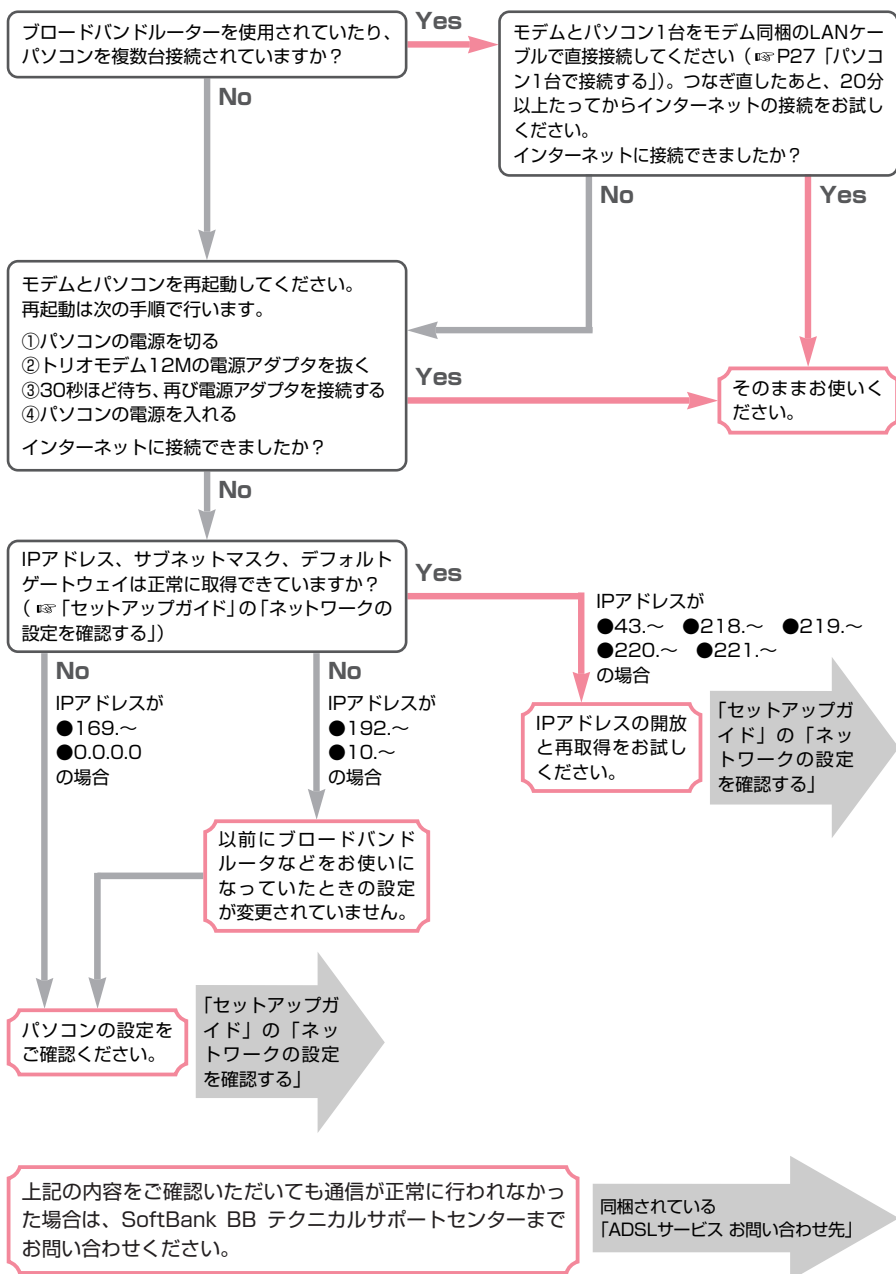 ブロードバンドルーターを使用されていたり、
パソコンを複数台接続されていますか？
Yes
モデムとパソコン1台をモデム同梱のLANケー
ブルで直接接続してください（☞P27「パソコ
ン1台で接続する」）。つなぎ直したあと、20分
以上たってからインターネットの接続をお試し
ください。
インターネットに接続できましたか？
No
No
Yes
モデムとパソコンを再起動してください。
再起動は次の手順で行います。
①パソコンの電源を切る
②トリオモデム12Mの電源アダプタを抜く
③30秒ほど待ち、再び電源アダプタを接続する
④パソコンの電源を入れる
インターネットに接続できましたか？
Yes
そのままお使いく
ださい。
No
IPアドレス、サブネットマスク、デフォルト
ゲートウェイは正常に取得できていますか？
（☞「セットアップガイド」の「ネットワークの
設定を確認する」）
Yes
IPアドレスが
●43.～ ●218.～ ●219.～
●220.～ ●221.～
の場合
No
IPアドレスが
●169.～
●0.0.0.0
の場合
No
IPアドレスが
●192.～
●10.～
の場合
IPアドレスの開放
と再取得をお試し
ください。
「セットアップガ
イド」の「ネッ
トワークの設定
を確認する」
以前にブロードバンド
ルータなどをお使いに
なっていたときの設定
が変更されていません。
パソコンの設定を
ご確認ください。
「セットアップガ
イド」の「ネッ
トワークの設定
を確認する」
上記の内容をご確認いただいても通信が正常に行われなかっ
た場合は、SoftBank BB テクニカルサポートセンターまで
お問い合わせください。
同梱されている
「ADSLサービス お問い合わせ先」